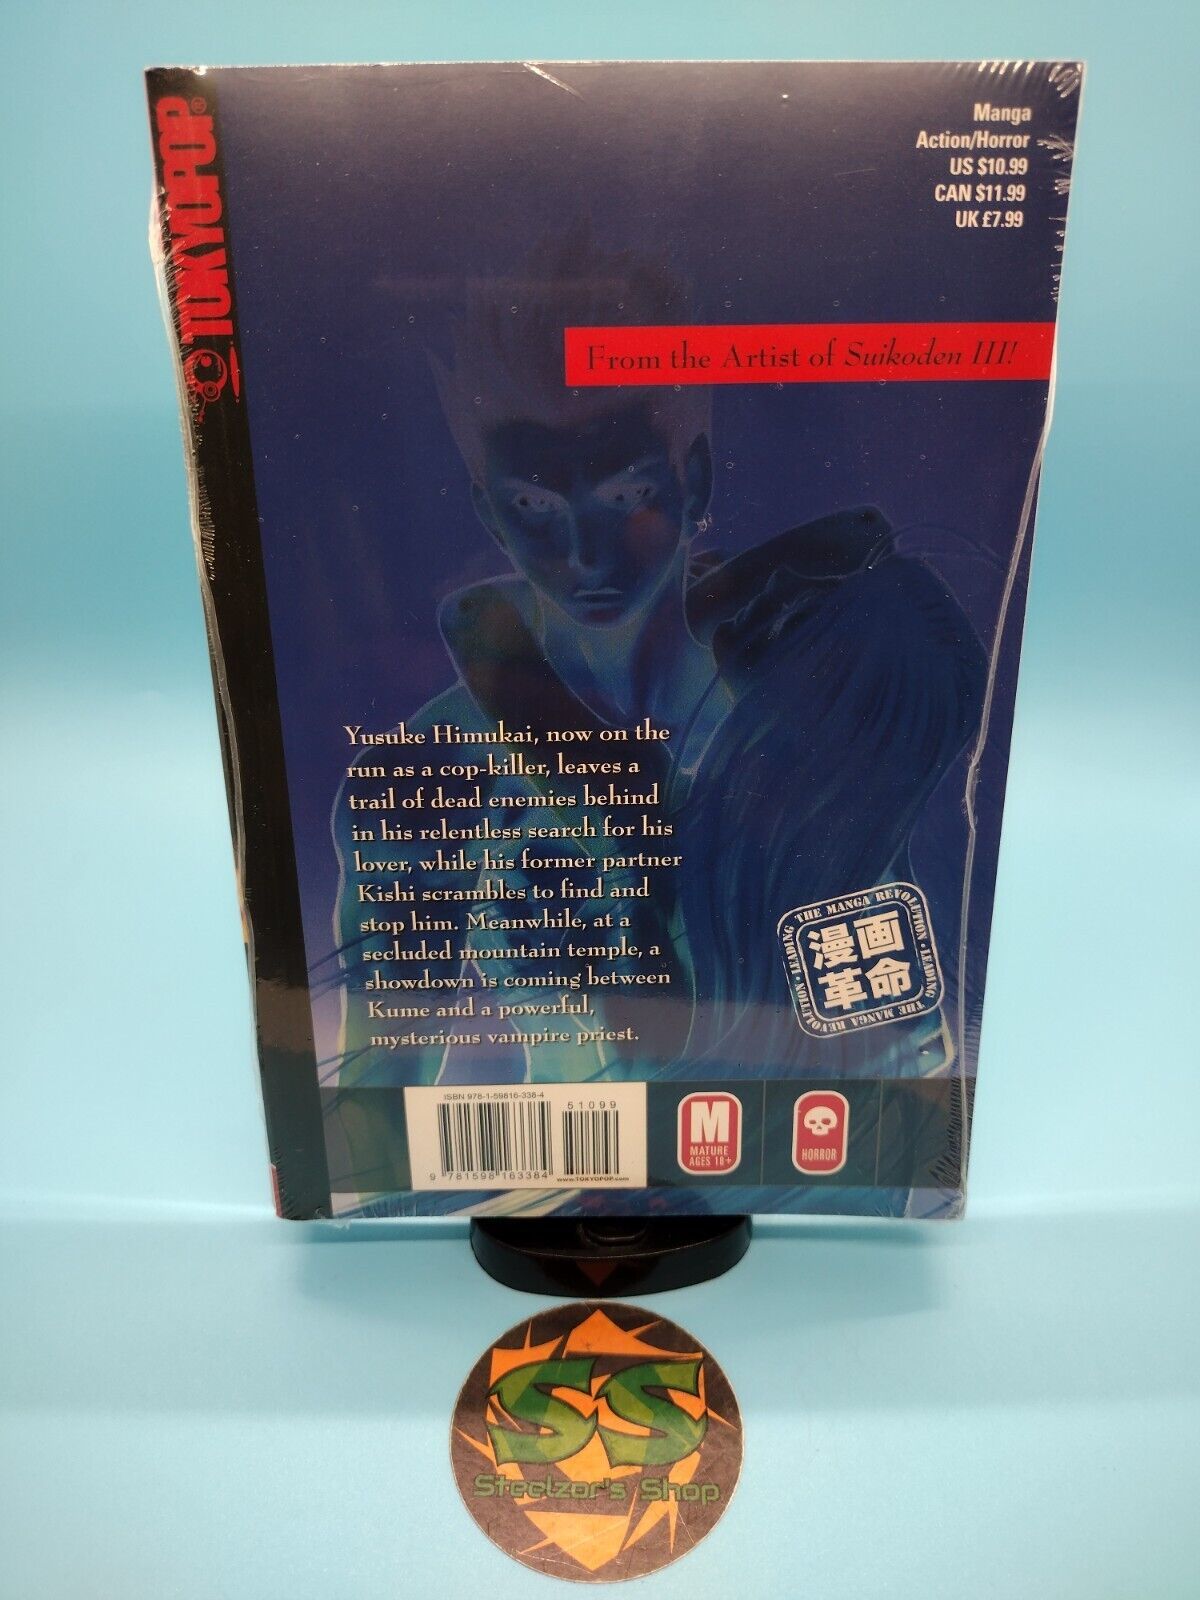 TOKYOPOP®
Manga
Action/Horror
US $10.99
CAN $11.99
UK £7.99
From the Artist of Suikoden III!
Yusuke Himukai, now on the
run as a cop-killer, leaves a
trail of dead enemies behind
in his relentless search for his
lover, while his former partner
Kishi scrambles to find and
stop him. Meanwhile, at a
secluded mountain temple, a
showdown is coming between
Kume and a powerful,
mysterious vampire priest.
LEADING THE MANGA REVOLUTION • LEADING THE MANGA REVOLUTION •
漫画
革命
ISBN 978-1-59816-338-4
51099
9 781598 163384
www.TOKYOPOP.com
M
MATURE
AGES 18+
HORROR
SS
Steelzor's Shop